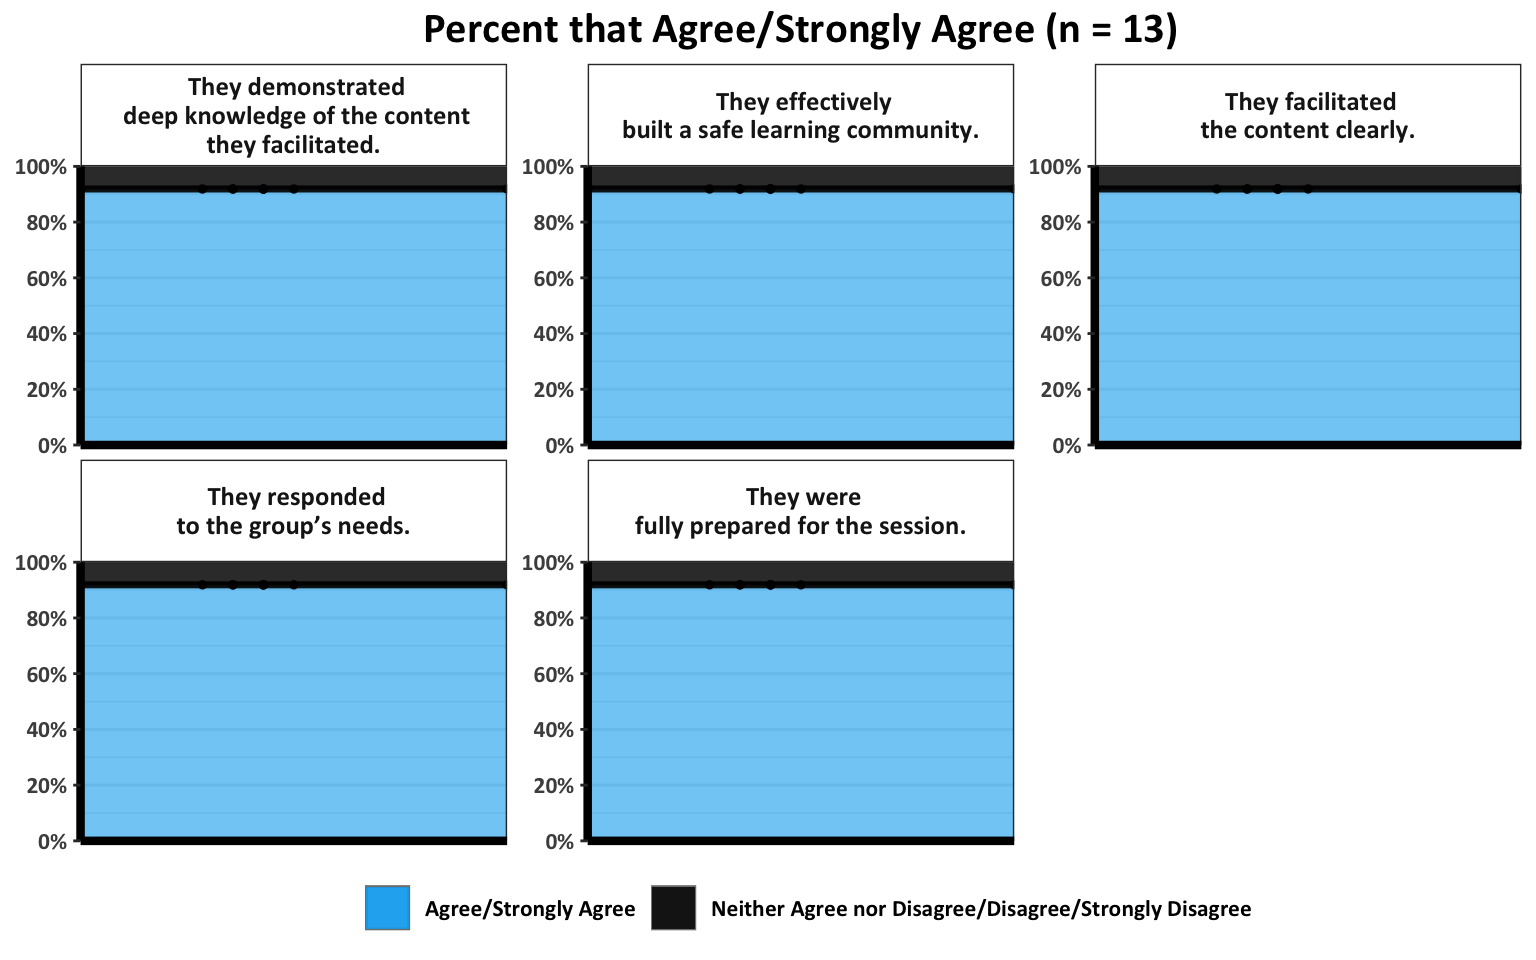 Percent that Agree/Strongly Agree (n = 13)
They demonstrated
deep knowledge of the content
they facilitated.
100%
80%
60%
40%
20%
0%
They effectively
built a safe learning community.
100%
80%
60%
40%
20%
0%
They facilitated
the content clearly.
100%
80%
60%
40%
20%
0%
They responded
to the group’s needs.
100%
80%
60%
40%
20%
0%
They were
fully prepared for the session.
100%
80%
60%
40%
20%
0%
Agree/Strongly Agree
Neither Agree nor Disagree/Disagree/Strongly Disagree